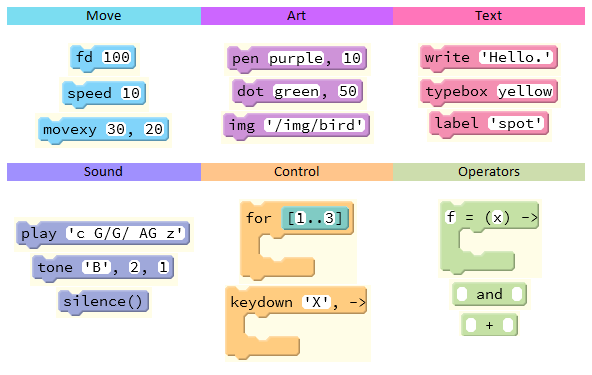 Move
Art
Text
fd 100
speed 10
movexy 30, 20
pen purple, 10
dot green, 50
img '/img/bird'
write 'Hello.'
typebox yellow
label 'spot'
Sound
Control
Operators
play 'c G/G/ AG z'
tone 'B', 2, 1
silence()
for [1..3]
keydown 'X', ->
f = (x) ->
and
+